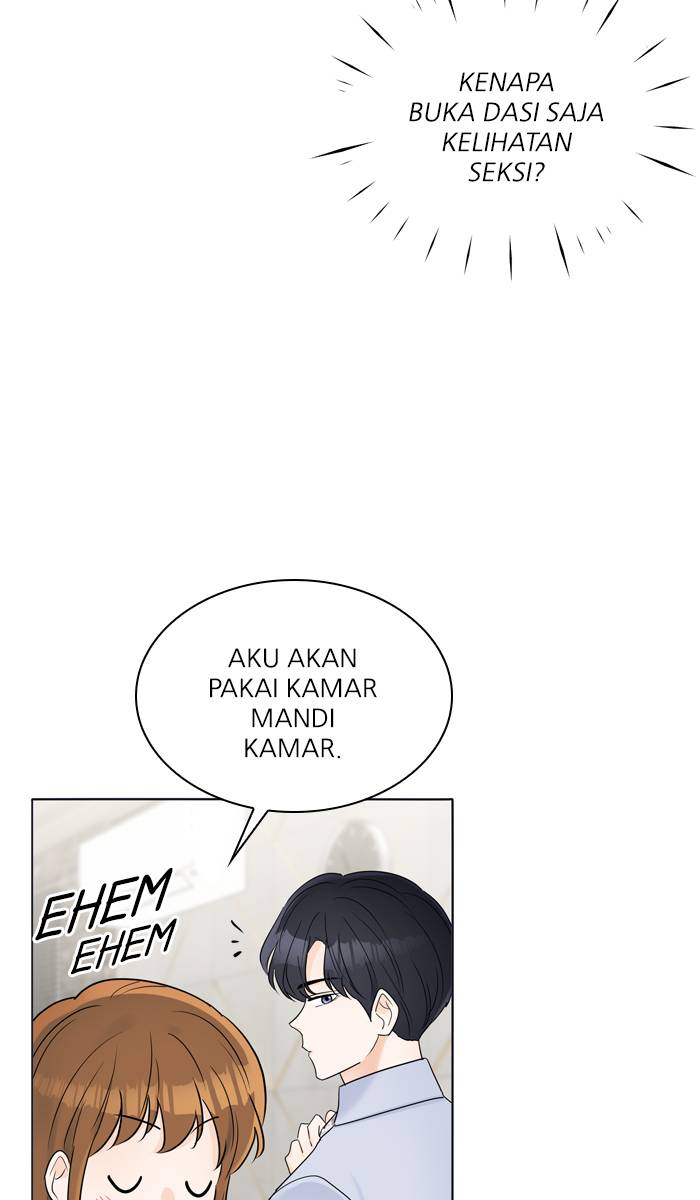 KENAPA
BUKA DASI SAJA
KELIHATAN
SEKSI?
AKU AKAN
PAKAI KAMAR
MANDI
KAMAR.
EHEM
EHEM